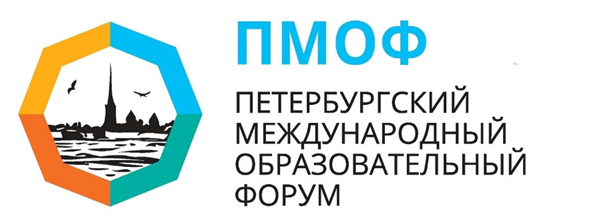 ПМОФ
ПЕТЕРБУРГСКИЙ
МЕЖДУНАРОДНЫЙ
ОБРАЗОВАТЕЛЬНЫЙ
ФОРУМ